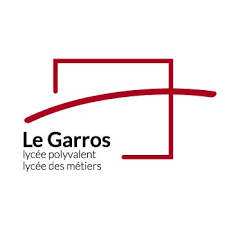 Le Garros
lycée polyvalent
lycée des métiers